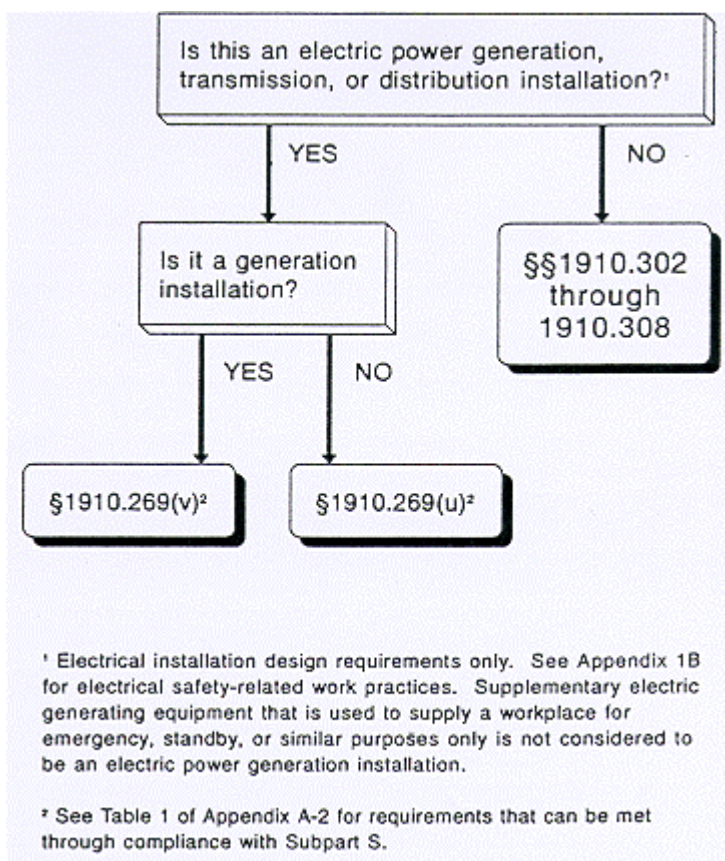 Is this an electric power generation,
transmission, or distribution installation?¹
YES
NO
Is it a generation
installation?
§§1910.302
through
1910.308
YES
NO
§1910.269(v)²
§1910.269(u)²
¹ Electrical installation design requirements only. See Appendix 1B
for electrical safety-related work practices. Supplementary electric
generating equipment that is used to supply a workplace for
emergency, standby, or similar purposes only is not considered to
be an electric power generation installation.
² See Table 1 of Appendix A-2 for requirements that can be met
through compliance with Subpart S.